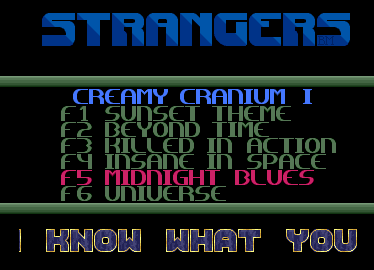 STRANGERS
CREAMY CRANIUM I
F1 SUNSET THEME
F2 BEYOND TIME
F3 KILLED IN ACTION
F4 INSANE IN SPACE
F5 MIDNIGHT BLUES
F6 UNIVERSE
I KNOW WHAT YOU